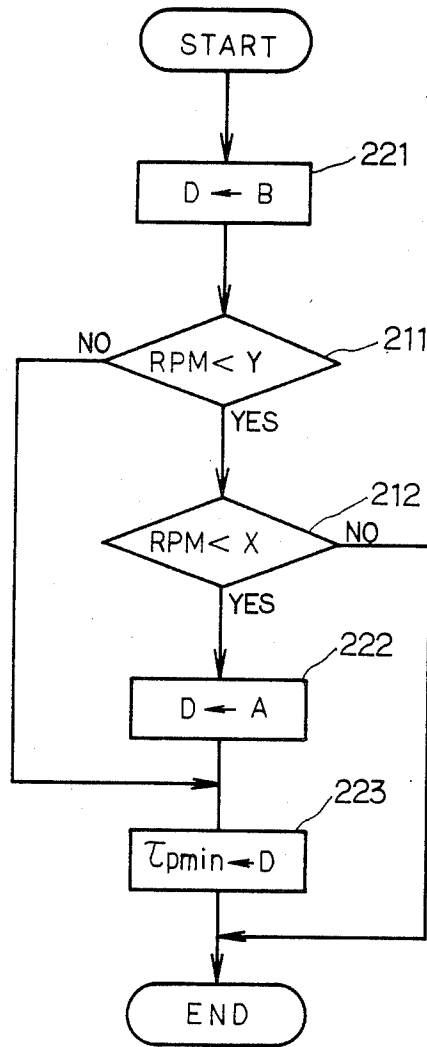 START
221
D ← B
211
NO
RPM < Y
YES
212
NO
RPM < X
YES
222
D ← A
223
τpmin ← D
END